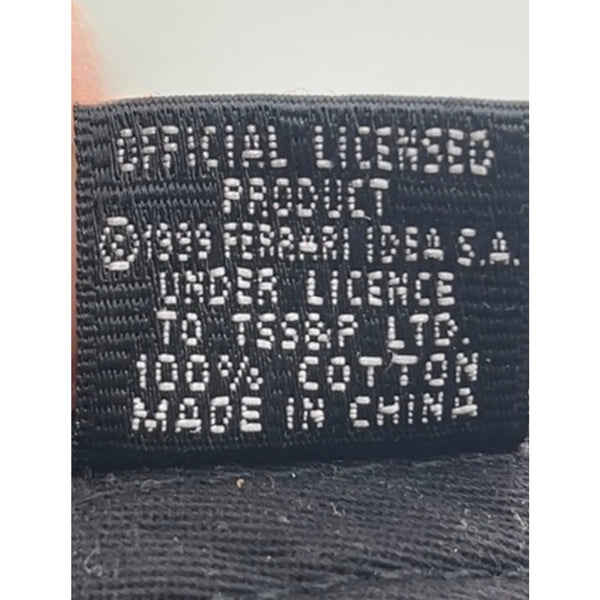 OFFICIAL LICENSED
PRODUCT
©1999 FERRARI IDEA S.A.
UNDER LICENCE
TO TSS&P LTD.
100% COTTON
MADE IN CHINA